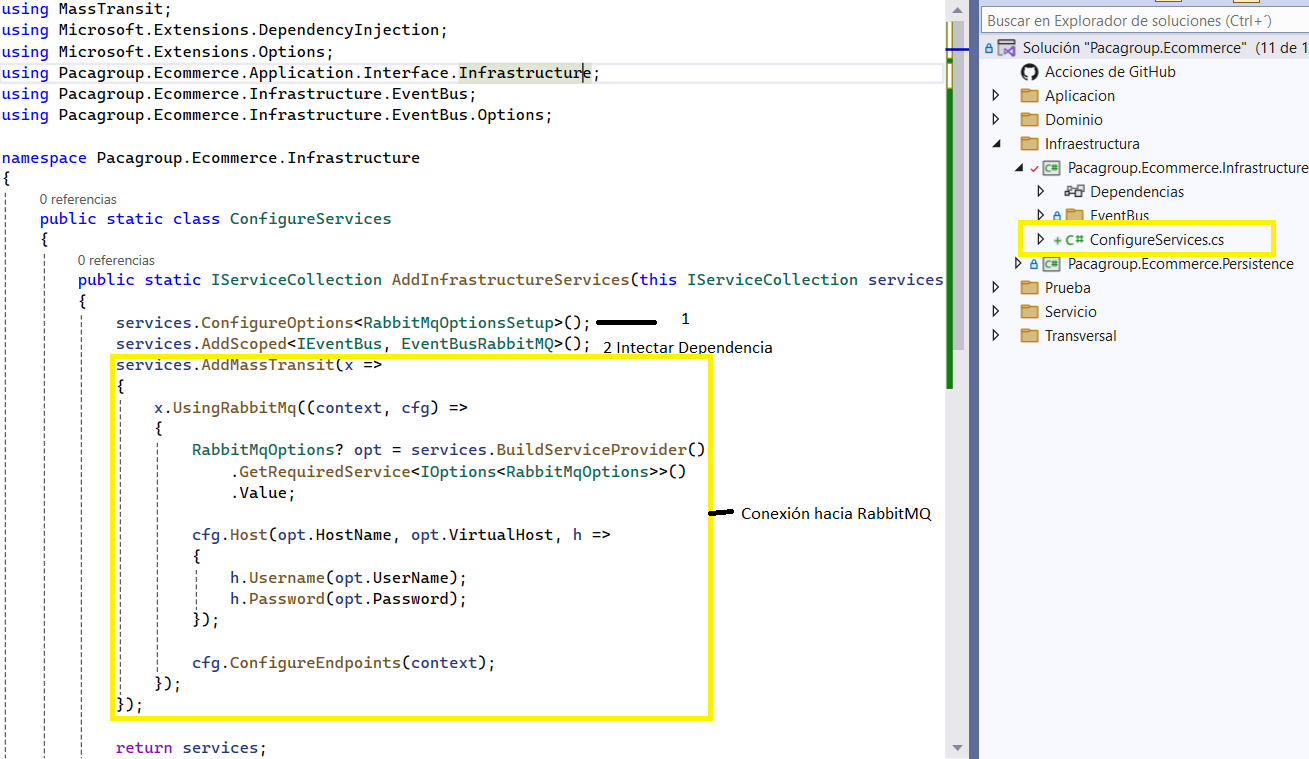 using MassTransit;
using Microsoft.Extensions.DependencyInjection;
using Microsoft.Extensions.Options;
using Pacagroup.Ecommerce.Application.Interface.Infrastructure;
using Pacagroup.Ecommerce.Infrastructure.EventBus;
using Pacagroup.Ecommerce.Infrastructure.EventBus.Options;
namespace Pacagroup.Ecommerce.Infrastructure
{
0 referencias
public static class ConfigureServices
{
0 referencias
public static IServiceCollection AddInfrastructureServices(this IServiceCollection services
{
services.ConfigureOptions<RabbitMqOptionsSetup>(); 1
services.AddScoped<IEventBus, EventBusRabbitMQ>(); 2 Intectar Dependencia
services.AddMassTransit(x =>
{
x.UsingRabbitMq((context, cfg) =>
{
RabbitMqOptions? opt = services.BuildServiceProvider()
.GetRequiredService<IOptions<RabbitMqOptions>>()
.Value;
cfg.Host(opt.HostName, opt.VirtualHost, h =>
{
h.Username(opt.UserName);
h.Password(opt.Password);
});
cfg.ConfigureEndpoints(context);
});
});
return services;
Conexión hacia RabbitMQ
Buscar en Explorador de soluciones (Ctrl+´)
Solución "Pacagroup.Ecommerce" (11 de 1
Acciones de GitHub
Aplicacion
Dominio
Infraestructura
Pacagroup.Ecommerce.Infrastructure
Dependencias
EventBus
ConfigureServices.cs
Pacagroup.Ecommerce.Persistence
Prueba
Servicio
Transversal